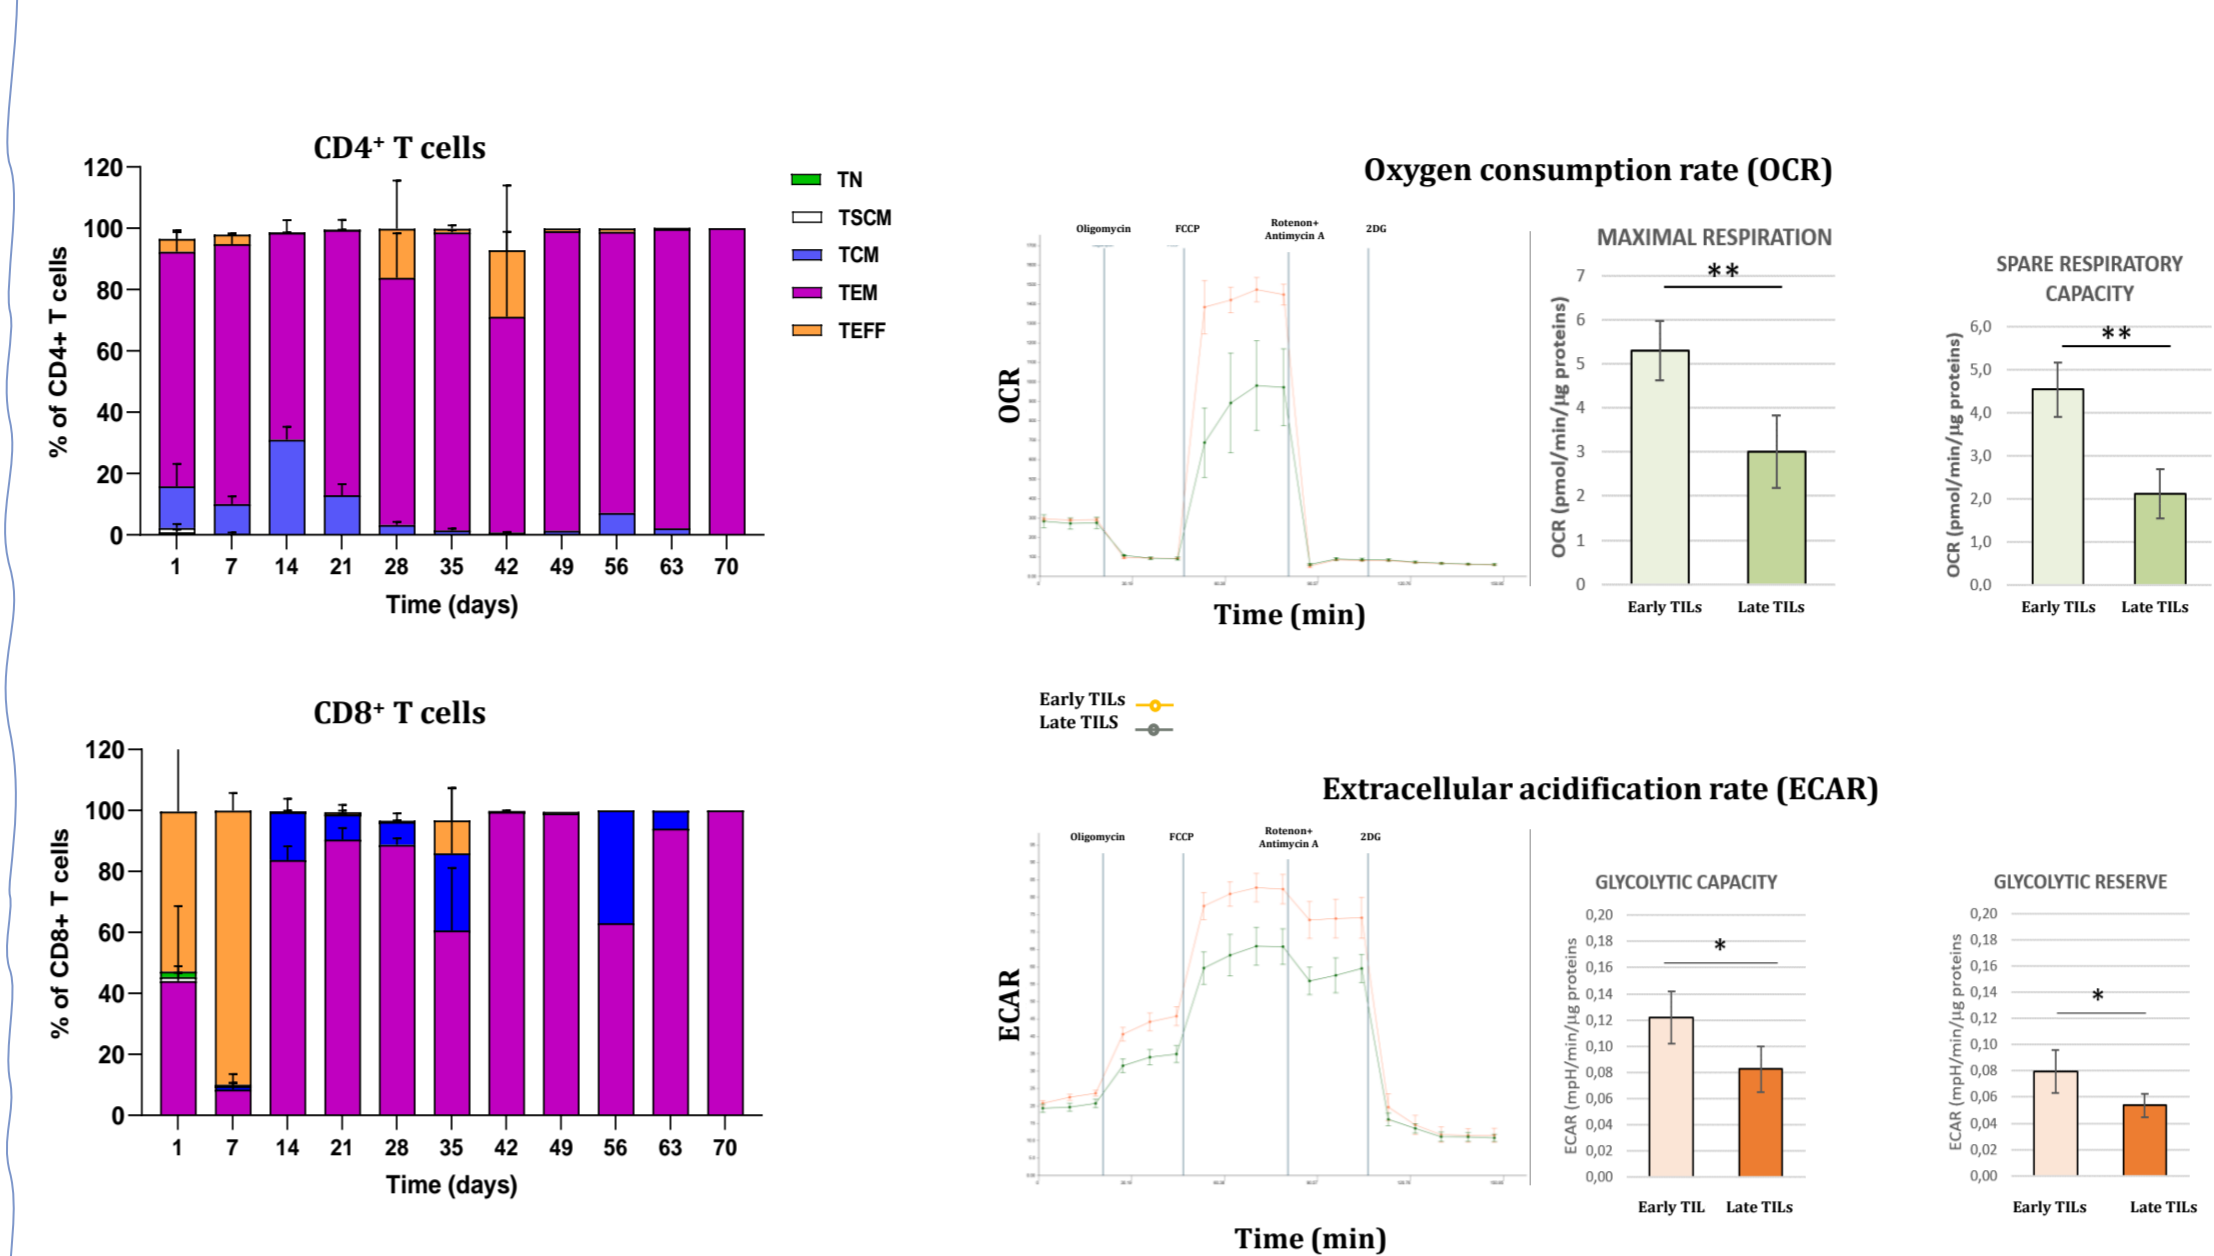 CD4⁺ T cells
120
100
80
60
40
20
0
% of CD4+ T cells
1 7 14 21 28 35 42 49 56 63 70
Time (days)
TN
TSCM
TCM
TEM
TEFF
CD8⁺ T cells
120
100
80
60
40
20
0
% of CD8+ T cells
1 7 14 21 28 35 42 49 56 63 70
Time (days)
Oxygen consumption rate (OCR)
Oligomycin
FCCP
Rotenon+
Antimycin A
2DG
OCR
Time (min)
MAXIMAL RESPIRATION
7
6
5
4
3
2
1
0
**
OCR (pmol/min/µg proteins)
Early TILs Late TILs
SPARE RESPIRATORY
CAPACITY
6,0
5,0
4,0
3,0
2,0
1,0
0,0
**
OCR (pmol/min/µg proteins)
Early TILs Late TILs
Early TILs
Late TILS
Extracellular acidification rate (ECAR)
Oligomycin
FCCP
Rotenon+
Antimycin A
2DG
ECAR
Time (min)
GLYCOLYTIC CAPACITY
0,20
0,18
0,16
0,14
0,12
0,10
0,08
0,06
0,04
0,02
0,00
*
ECAR (mpH/min/µg proteins
Early TIL Late TILs
GLYCOLYTIC RESERVE
0,20
0,18
0,16
0,14
0,12
0,10
0,08
0,06
0,04
0,02
0,00
*
ECAR (mpH/min/µg proteins
Early TILs Late TILs